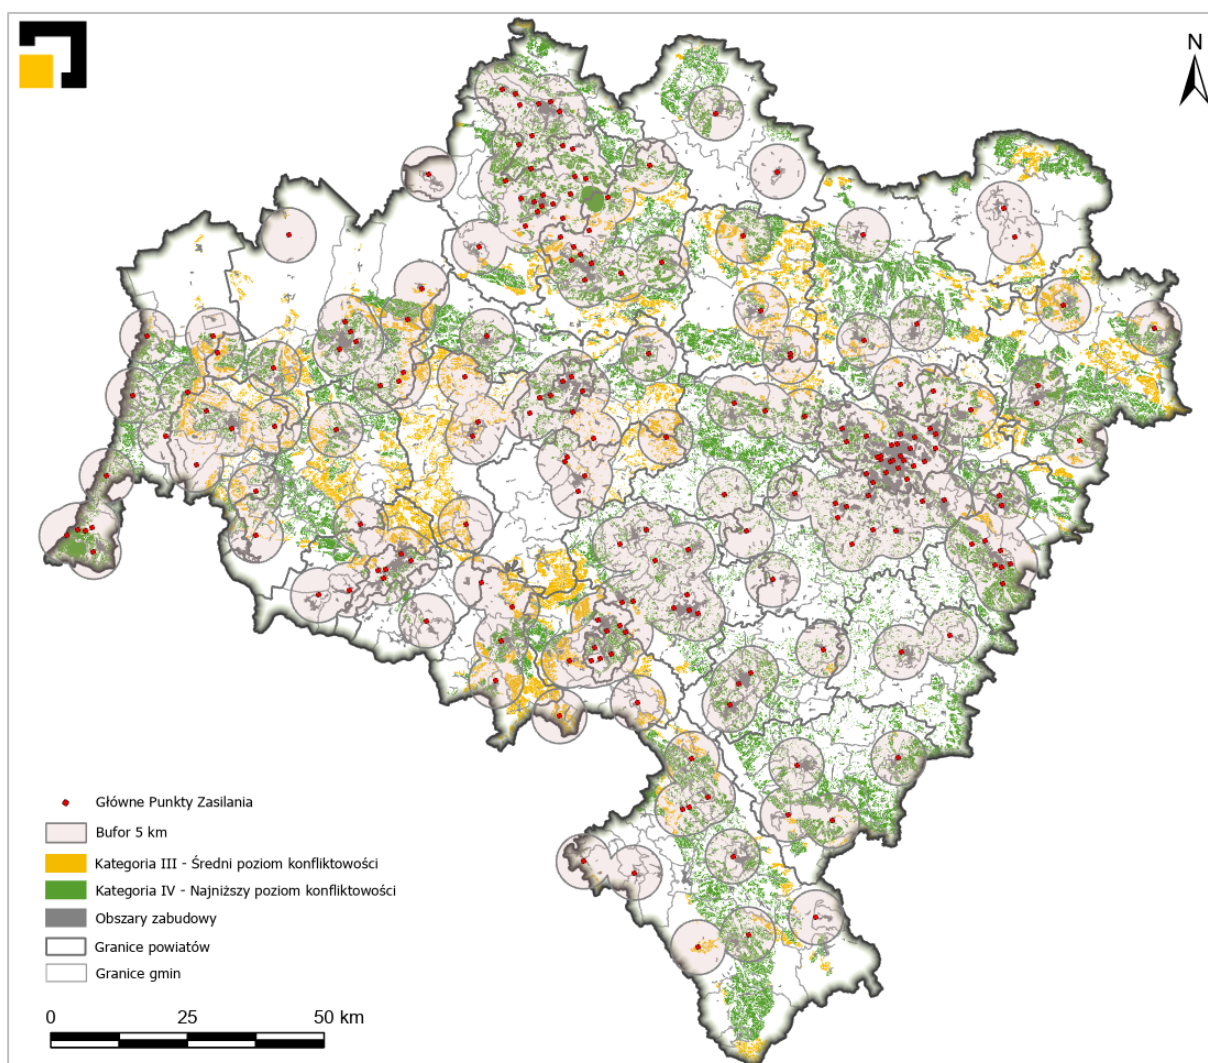 N
Główne Punkty Zasilania
Bufor 5 km
Kategoria III - Średni poziom konfliktowości
Kategoria IV - Najniższy poziom konfliktowości
Obszary zabudowy
Granice powiatów
Granice gmin
0 25 50 km